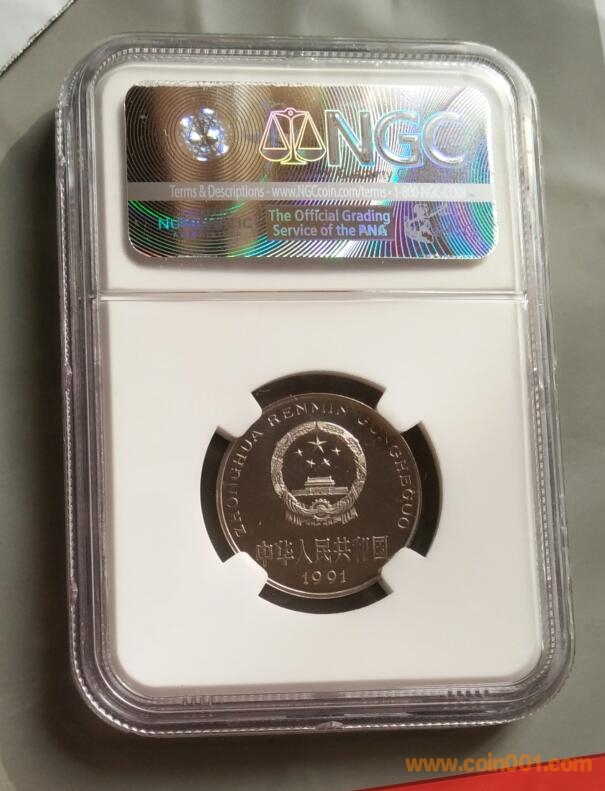 NGC
Terms & Descriptions - www.NGCcoin.com/terms • 1-800-NGC-COIN
The Official Grading
Service of the ANA
ZHONGHUA RENMIN GONGHEGUO
中华人民共和国
1991
www.coin001.com